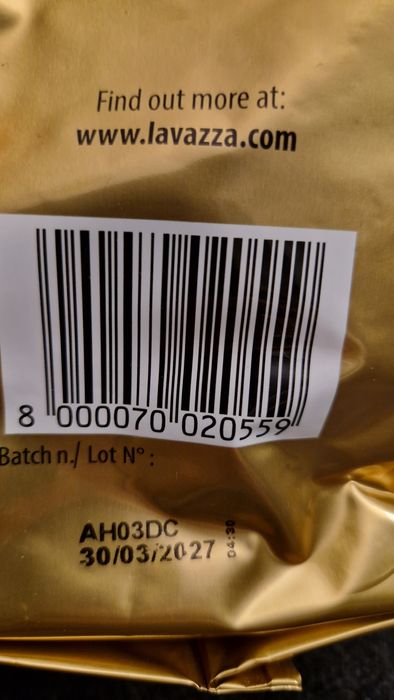 Find out more at:
www.lavazza.com
8 000070 020559
Batch n./ Lot N° :
AH03DC
30/03/2027 04:30